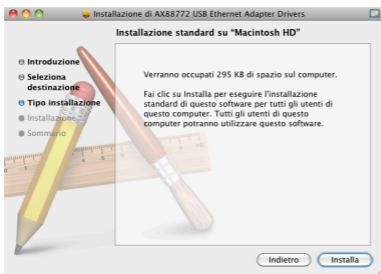 Installazione di AX88772 USB Ethernet Adapter Drivers
Installazione standard su “Macintosh HD”
Introduzione
Seleziona
destinazione
Tipo installazione
Installazione
Sommario
Verranno occupati 295 KB di spazio sul computer.
Fai clic su Installa per eseguire l'installazione
standard di questo software per tutti gli utenti di
questo computer. Tutti gli utenti di questo
computer potranno utilizzare questo software.
Indietro
Installa